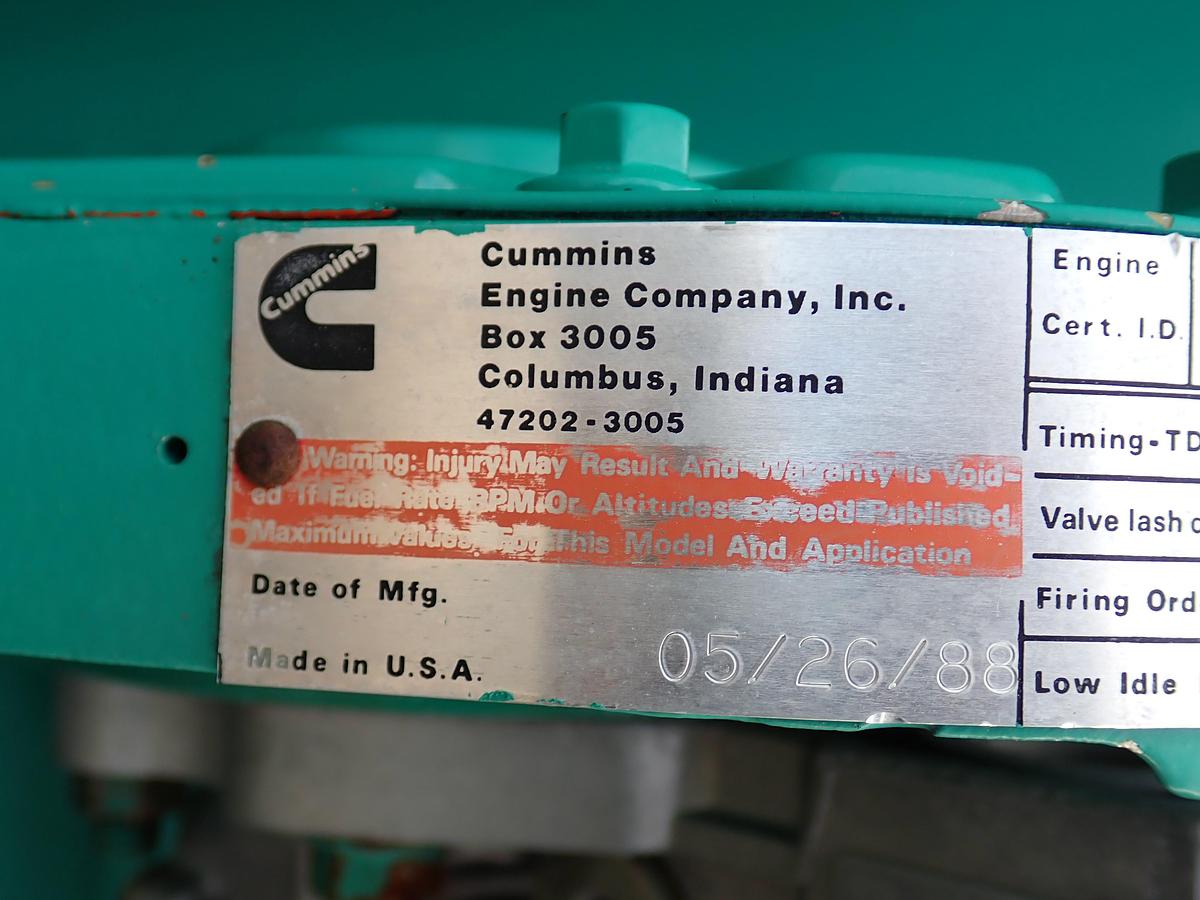 Cummins
Cummins
Engine Company, Inc.
Box 3005
Columbus, Indiana
47202-3005
Warning: Injury May Result And Warranty Is Void-
ed If Fuel Rate RPM Or Altitudes Exceed Published
Maximum Values For This Model And Application
Date of Mfg.
05/26/88
Made in U.S.A.
Engine
Cert. I.D.
Timing-TD
Valve lash c
Firing Ord
Low Idle